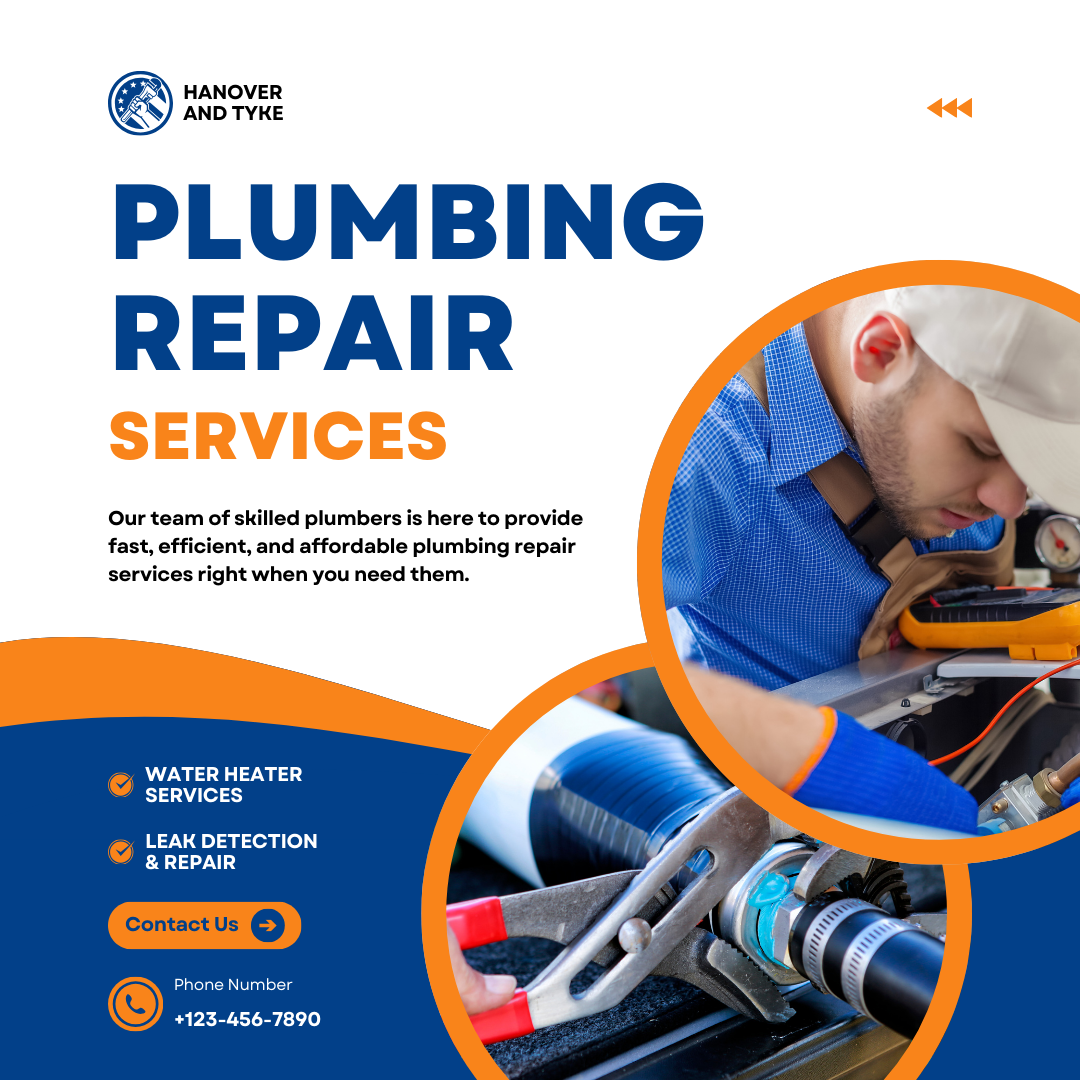 HANOVER
AND TYKE
PLUMBING
REPAIR
SERVICES
Our team of skilled plumbers is here to provide
fast, efficient, and affordable plumbing repair
services right when you need them.
WATER HEATER
SERVICES
LEAK DETECTION
& REPAIR
Contact Us
Phone Number
+123-456-7890